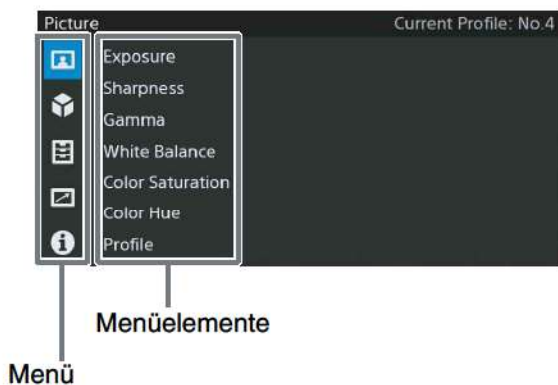 Picture Current Profile: No.4
Exposure
Sharpness
Gamma
White Balance
Color Saturation
Color Hue
Profile
Menüelemente
Menü